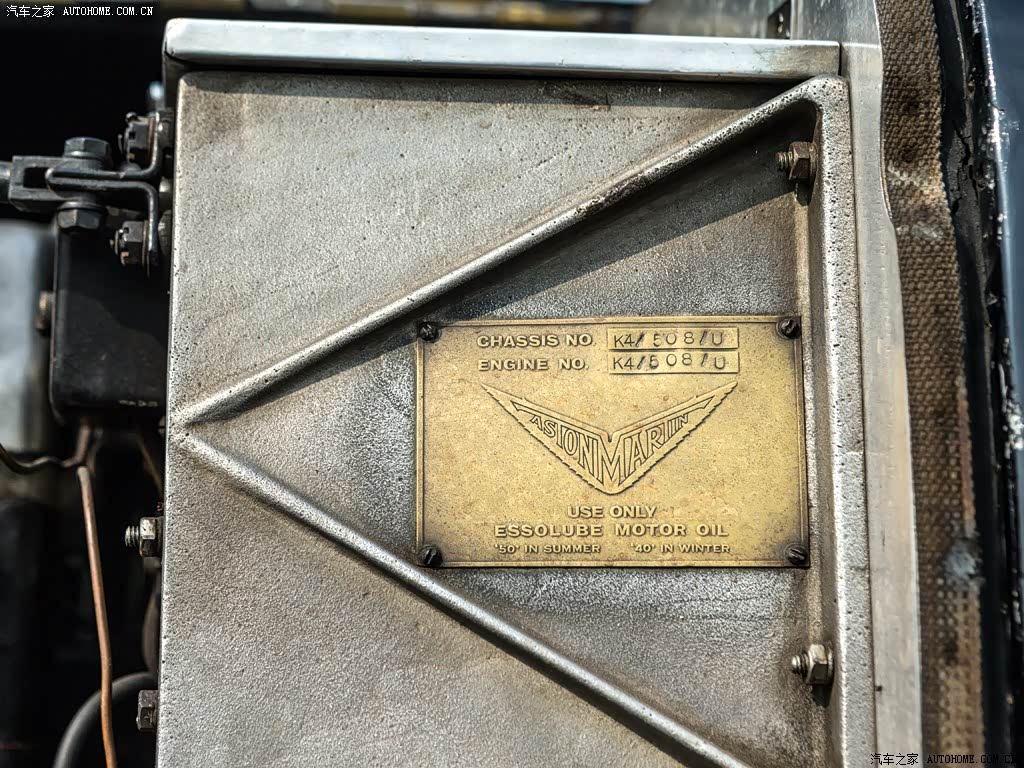 汽车之家 AUTOHOME.COM.CN
CHASSIS NO K4/508/U
ENGINE NO. K4/508/U
ASTON MARTIN
USE ONLY
ESSOLUBE MOTOR OIL
'50' IN SUMMER '40' IN WINTER
汽车之家 AUTOHOME.COM.CN